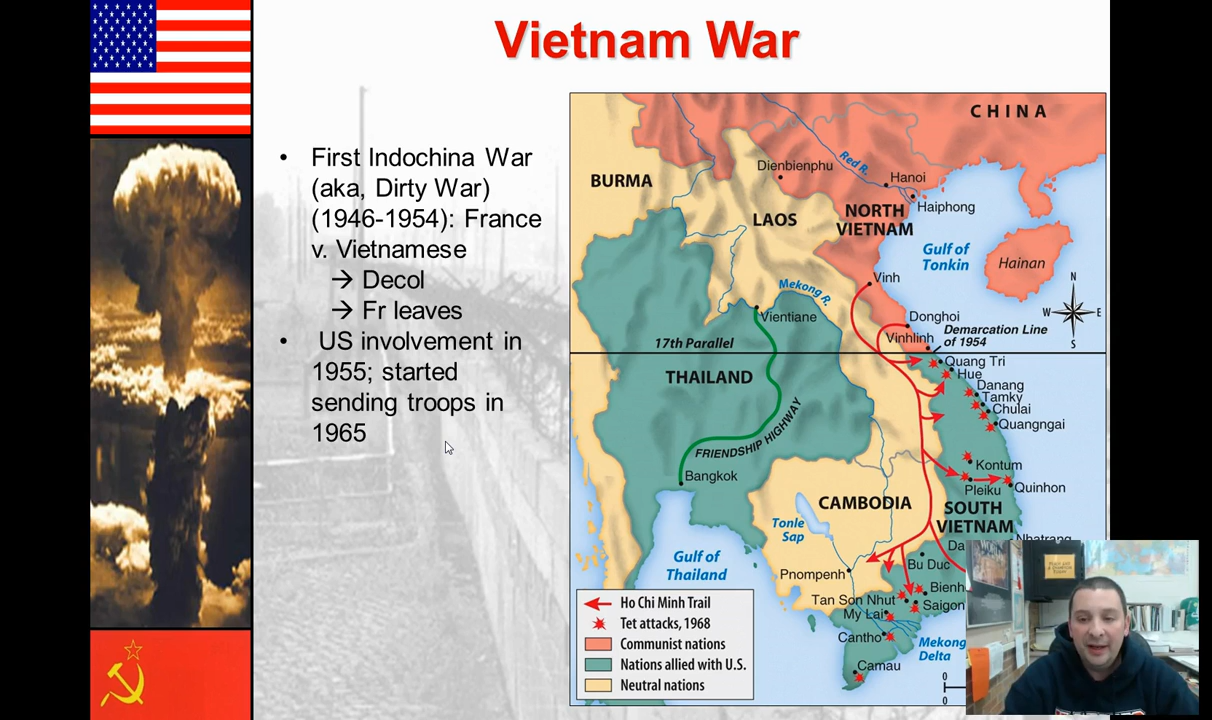 Vietnam War
• First Indochina War
(aka, Dirty War)
(1946-1954): France
v. Vietnamese
→ Decol
→ Fr leaves
• US involvement in
1955; started
sending troops in
1965
CHINA
Dienbienphu
Red R.
Hanoi
BURMA
Haiphong
LAOS
NORTH
VIETNAM
Gulf of
Tonkin
Hainan
N
W
E
S
Vinh
Mekong R.
Vientiane
Donghoi
Vinhlinh
Demarcation Line
of 1954
17th Parallel
Quang Tri
Hue
THAILAND
Danang
Tamky
Chulai
Quangngai
FRIENDSHIP HIGHWAY
Bangkok
Kontum
Pleiku
Quinhon
CAMBODIA
SOUTH
VIETNAM
Tonle
Sap
Nhatrang
Da
Gulf of
Thailand
Bu Duc
Pnompenh
Bienh
Tan Son Nhut
Saigon
My Lai
Cantho
Mekong
Delta
Camau
0
0
Ho Chi Minh Trail
Tet attacks, 1968
Communist nations
Nations allied with U.S.
Neutral nations